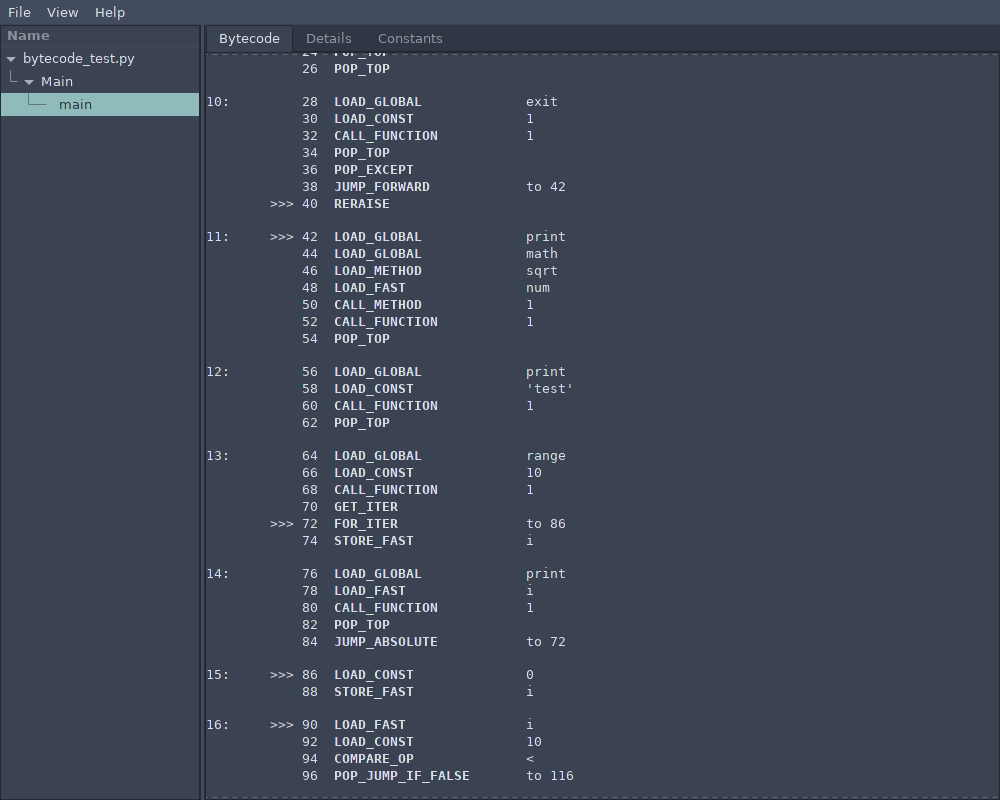 File View Help
Name
Bytecode Details Constants
bytecode_test.py
Main
main
24 POP_TOP
26 POP_TOP
10: 28 LOAD_GLOBAL exit
30 LOAD_CONST 1
32 CALL_FUNCTION 1
34 POP_TOP
36 POP_EXCEPT
38 JUMP_FORWARD to 42
>>> 40 RERAISE
11: >>> 42 LOAD_GLOBAL print
44 LOAD_GLOBAL math
46 LOAD_METHOD sqrt
48 LOAD_FAST num
50 CALL_METHOD 1
52 CALL_FUNCTION 1
54 POP_TOP
12: 56 LOAD_GLOBAL print
58 LOAD_CONST 'test'
60 CALL_FUNCTION 1
62 POP_TOP
13: 64 LOAD_GLOBAL range
66 LOAD_CONST 10
68 CALL_FUNCTION 1
70 GET_ITER
>>> 72 FOR_ITER to 86
74 STORE_FAST i
14: 76 LOAD_GLOBAL print
78 LOAD_FAST i
80 CALL_FUNCTION 1
82 POP_TOP
84 JUMP_ABSOLUTE to 72
15: >>> 86 LOAD_CONST 0
88 STORE_FAST i
16: >>> 90 LOAD_FAST i
92 LOAD_CONST 10
94 COMPARE_OP <
96 POP_JUMP_IF_FALSE to 116